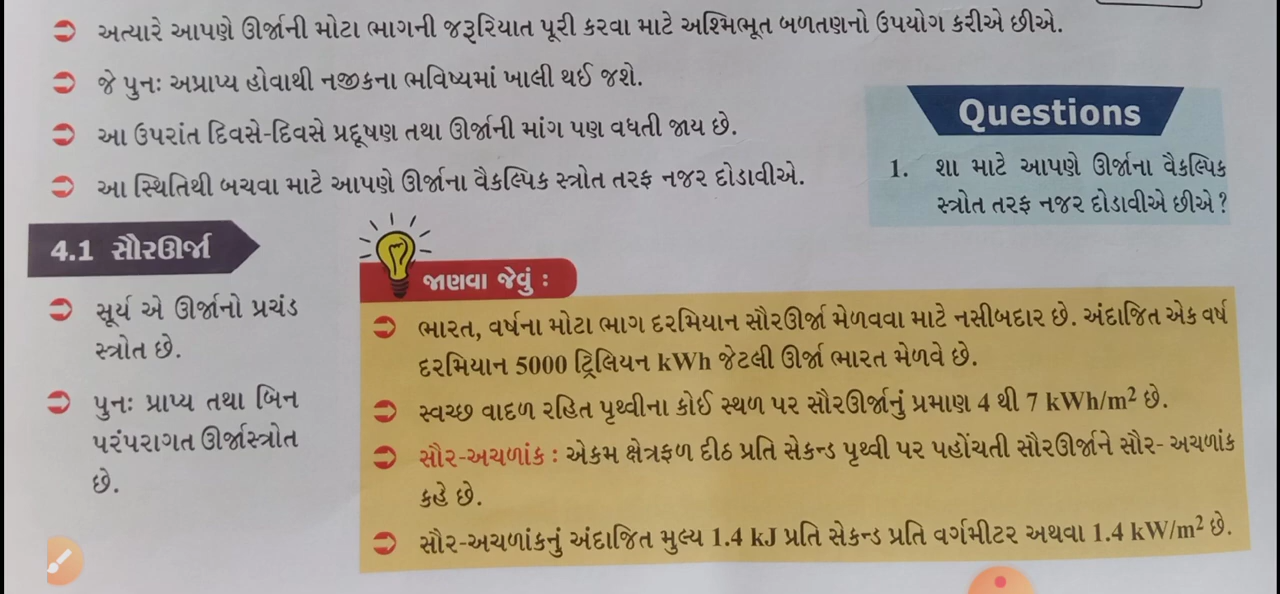 અત્યારે આપણે ઊર્જાની મોટા ભાગની જરૂરિયાત પૂરી કરવા માટે અશ્મિભૂત બળતણનો ઉપયોગ કરીએ છીએ.
જે પુનઃ અપ્રાપ્ય હોવાથી નજીકના ભવિષ્યમાં ખાલી થઈ જશે.
આ ઉપરાંત દિવસે-દિવસે પ્રદૂષણ તથા ઊર્જાની માંગ પણ વધતી જાય છે.
આ સ્થિતિથી બચવા માટે આપણે ઊર્જાના વૈકલ્પિક સ્ત્રોત તરફ નજર દોડાવીએ.
Questions
1. શા માટે આપણે ઊર્જાના વૈકલ્પિક
સ્ત્રોત તરફ નજર દોડાવીએ છીએ ?
4.1 સૌરઊર્જા
સૂર્ય એ ઊર્જાનો પ્રચંડ
સ્ત્રોત છે.
પુનઃ પ્રાપ્ય તથા બિન
પરંપરાગત ઊર્જાસ્ત્રોત
છે.
જાણવા જેવું :
ભારત, વર્ષના મોટા ભાગ દરમિયાન સૌરઊર્જા મેળવવા માટે નસીબદાર છે. અંદાજિત એક વર્ષ
દરમિયાન 5000 ટ્રિલિયન kWh જેટલી ઊર્જા ભારત મેળવે છે.
સ્વચ્છ વાદળ રહિત પૃથ્વીના કોઈ સ્થળ પર સૌરઊર્જાનું પ્રમાણ 4 થી 7 kWh/m² છે.
સૌર-અચળાંક : એકમ ક્ષેત્રફળ દીઠ પ્રતિ સેકન્ડ પૃથ્વી પર પહોંચતી સૌરઊર્જાને સૌર- અચળાંક
કહે છે.
સૌર-અચળાંકનું અંદાજિત મુલ્ય 1.4 kJ પ્રતિ સેકન્ડ પ્રતિ વર્ગમીટર અથવા 1.4 kW/m² છે.